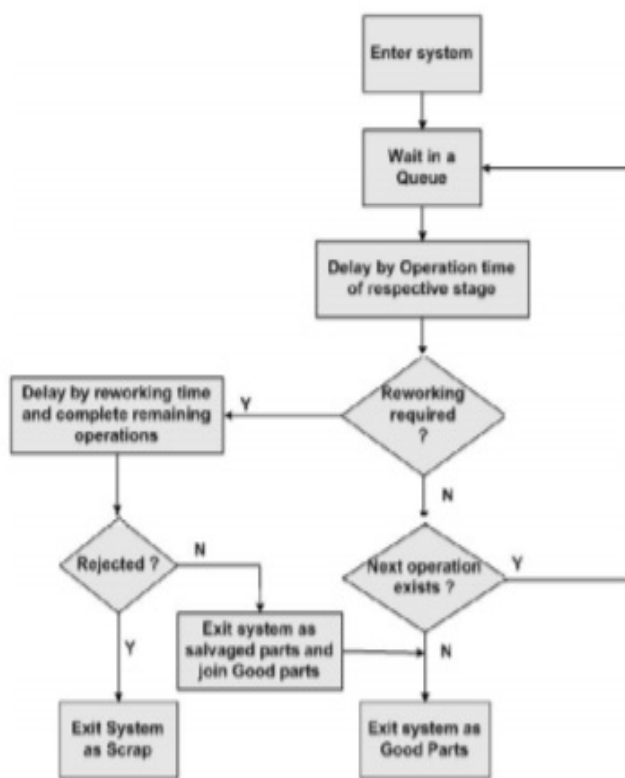 Enter system
Wait in a
Queue
Delay by Operation time
of respective stage
Reworking
required
?
Y
Delay by reworking time
and complete remaining
operations
N
Rejected ?
N
Next operation
exists ?
Y
Exit system as
salvaged parts and
join Good parts
Y
N
Exit System
as Scrap
Exit system as
Good Parts